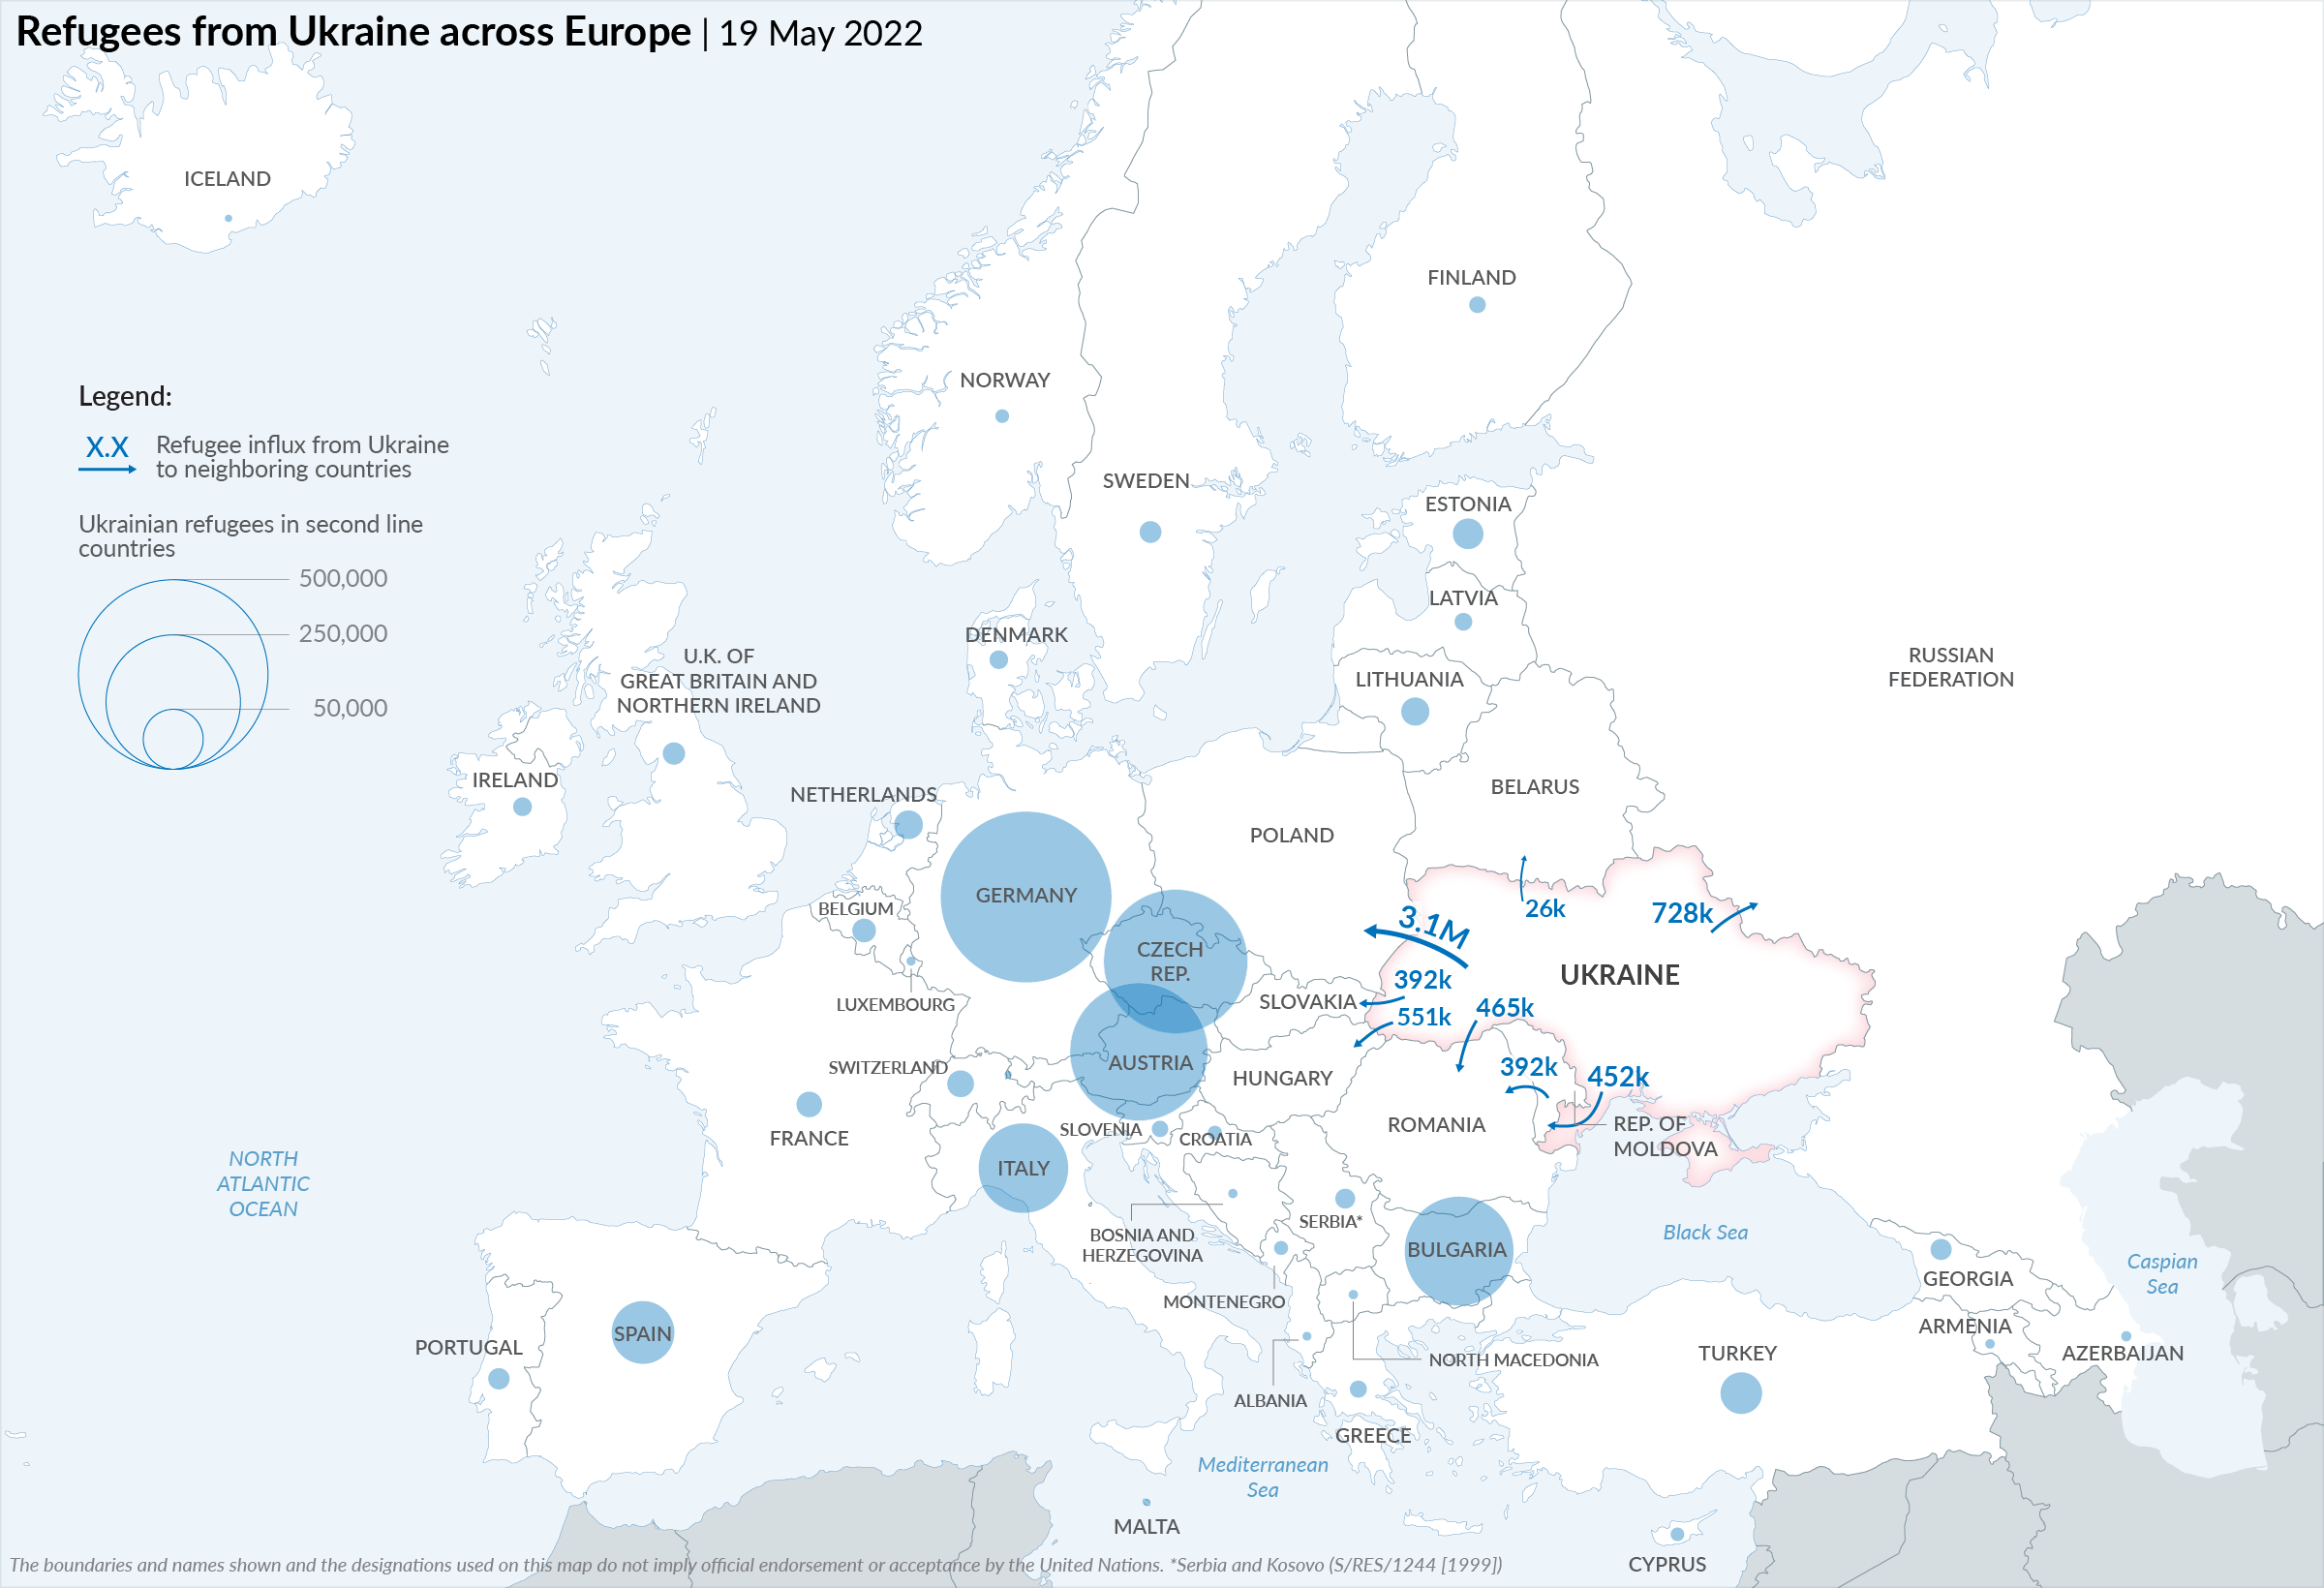 Refugees from Ukraine across Europe | 19 May 2022
ICELAND
FINLAND
NORWAY
Legend:
X.X
Refugee influx from Ukraine
to neighboring countries
SWEDEN
ESTONIA
Ukrainian refugees in second line
countries
500,000
250,000
50,000
LATVIA
DENMARK
U.K. OF
GREAT BRITAIN AND
NORTHERN IRELAND
LITHUANIA
RUSSIAN
FEDERATION
IRELAND
NETHERLANDS
BELARUS
POLAND
GERMANY
BELGIUM
26k
728k
3.1M
CZECH
REP.
UKRAINE
392k
LUXEMBOURG
SLOVAKIA
551k
465k
SWITZERLAND
AUSTRIA
HUNGARY
392k
452k
FRANCE
SLOVENIA
CROATIA
ROMANIA
REP. OF
MOLDOVA
ITALY
NORTH
ATLANTIC
OCEAN
SERBIA*
BOSNIA AND
HERZEGOVINA
BULGARIA
Black Sea
Caspian
Sea
GEORGIA
MONTENEGRO
SPAIN
PORTUGAL
ARMENIA
AZERBAIJAN
TURKEY
NORTH MACEDONIA
ALBANIA
GREECE
Mediterranean
Sea
MALTA
CYPRUS
The boundaries and names shown and the designations used on this map do not imply official endorsement or acceptance by the United Nations. *Serbia and Kosovo (S/RES/1244 [1999])